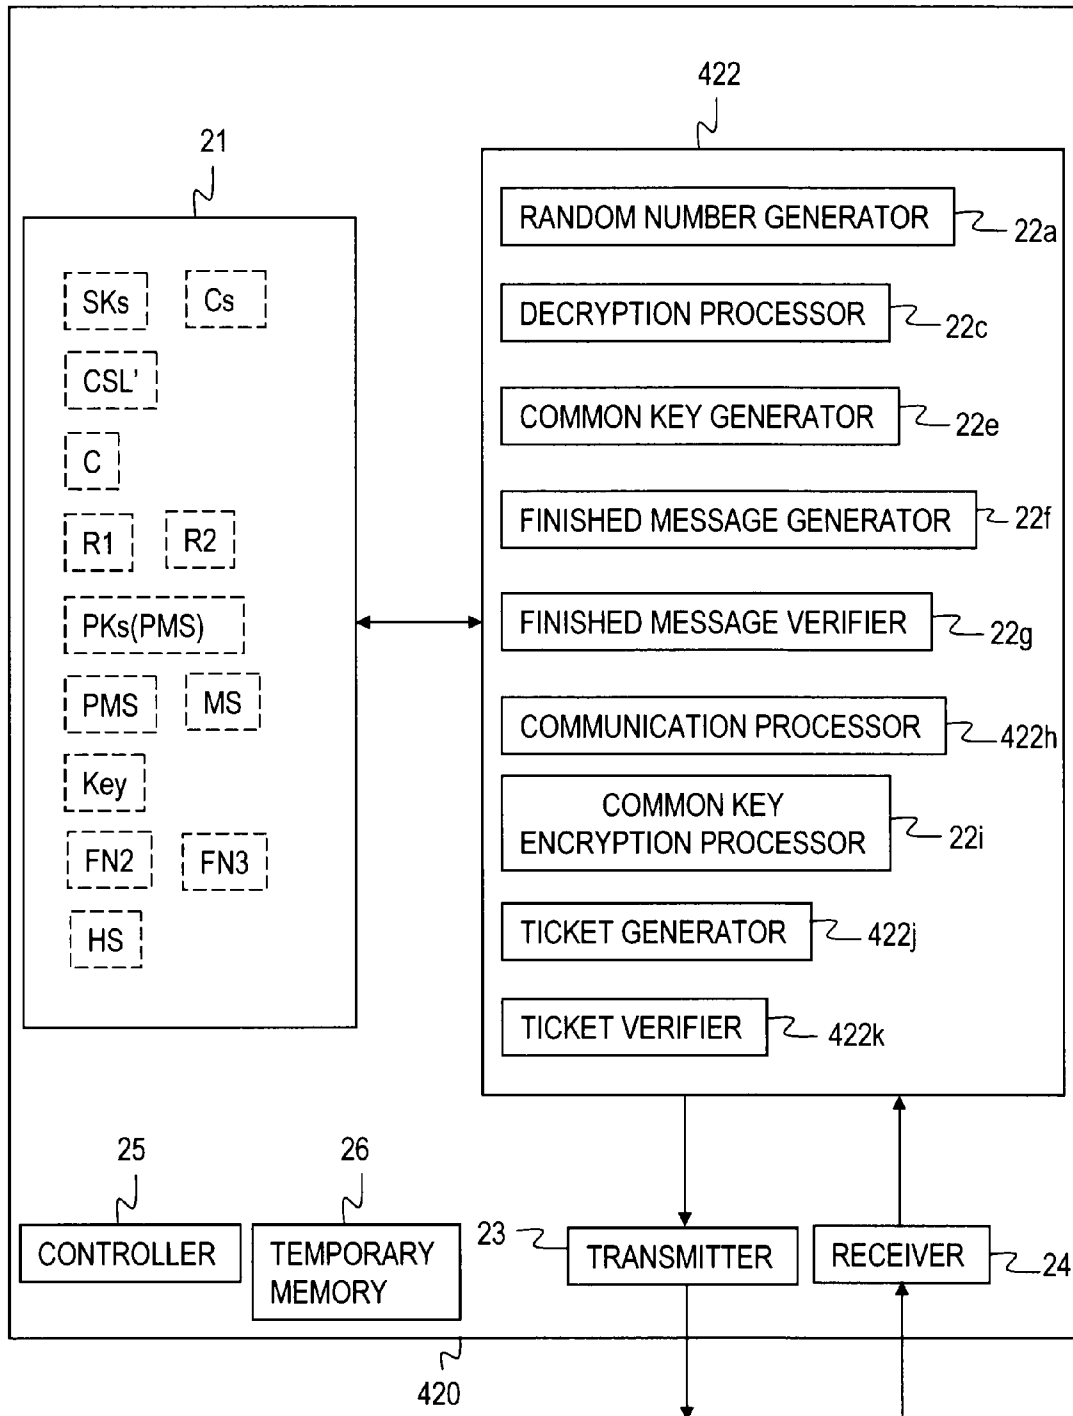 422
21
RANDOM NUMBER GENERATOR
22a
SKs
Cs
DECRYPTION PROCESSOR
22c
CSL'
COMMON KEY GENERATOR
22e
C
FINISHED MESSAGE GENERATOR
22f
R1
R2
PKs(PMS)
FINISHED MESSAGE VERIFIER
22g
PMS
MS
COMMUNICATION PROCESSOR
422h
Key
COMMON KEY
ENCRYPTION PROCESSOR
22i
FN2
FN3
HS
TICKET GENERATOR
422j
TICKET VERIFIER
422k
25
26
23
CONTROLLER
TEMPORARY
MEMORY
TRANSMITTER
RECEIVER
24
420